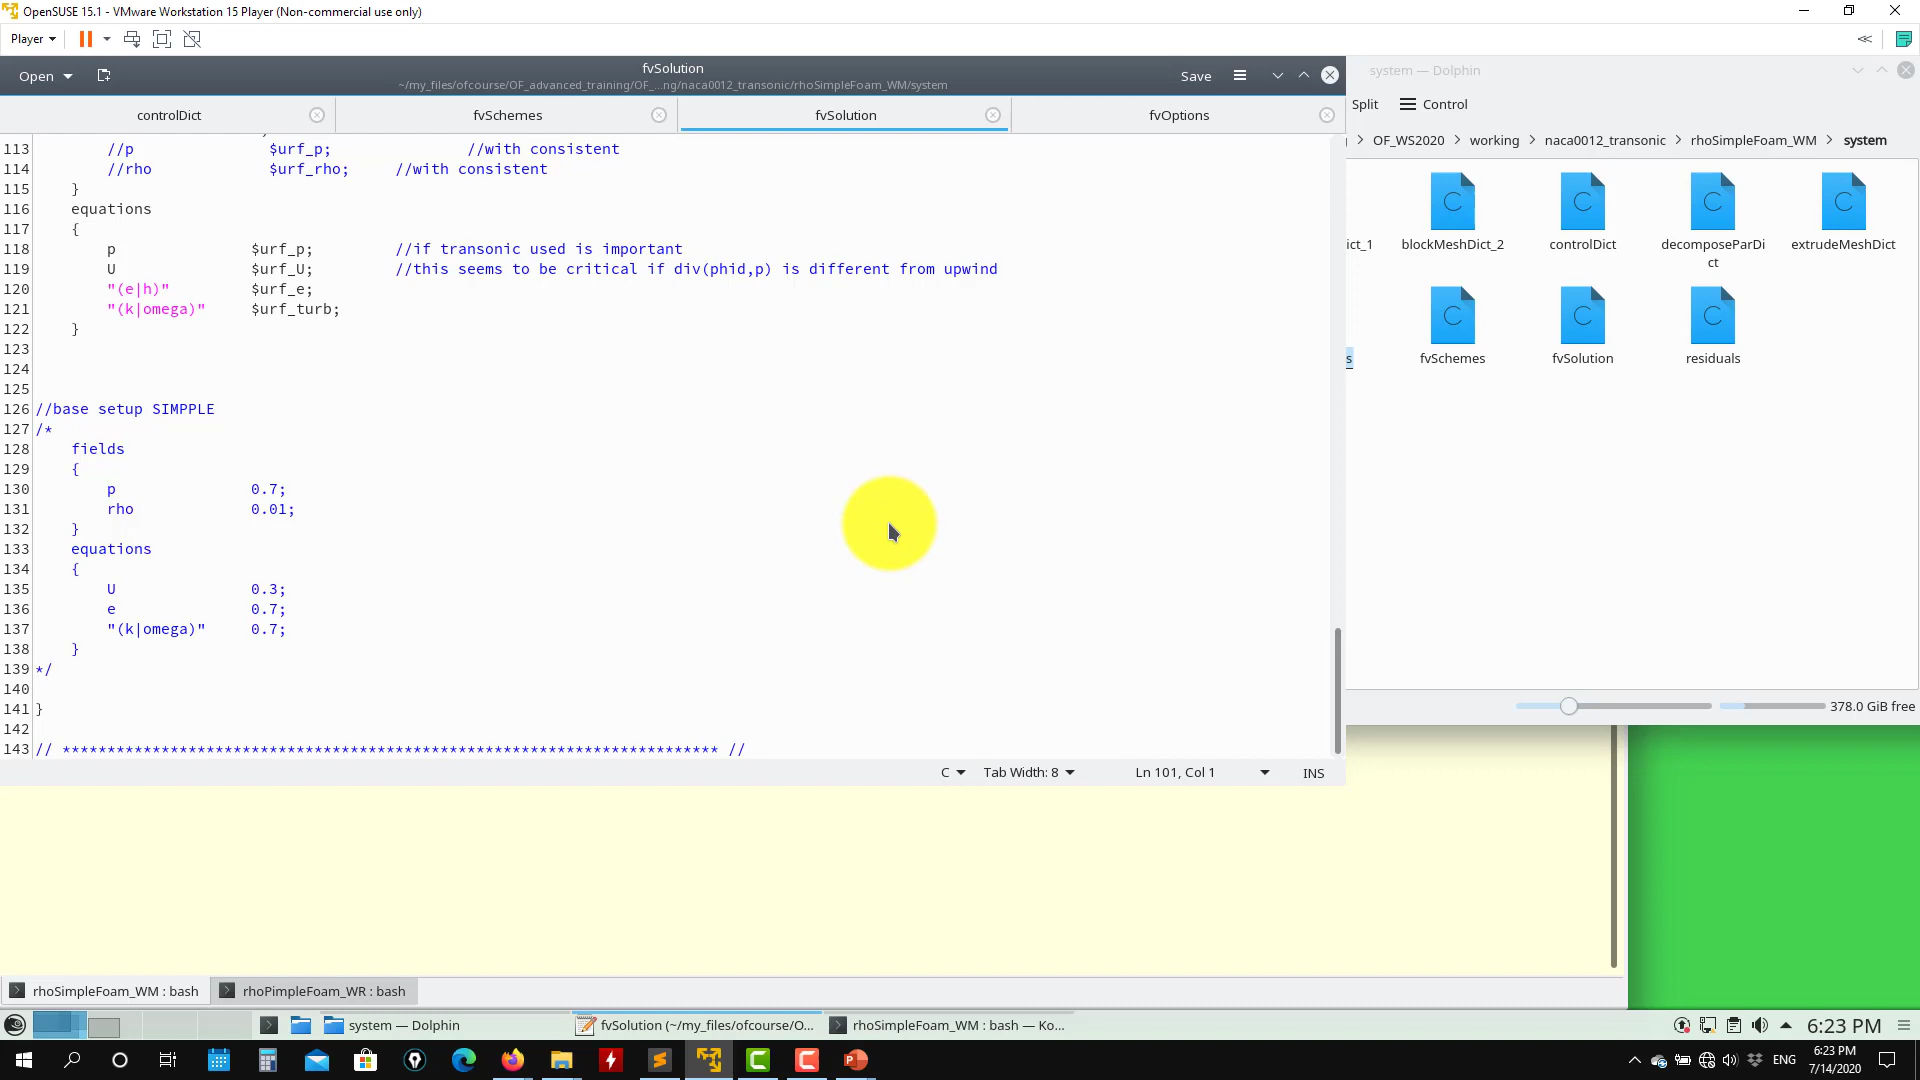 OpenSUSE 15.1 - VMware Workstation 15 Player (Non-commercial use only)
Player
Open
fvSolution
~/my_files/ofcourse/OF_advanced_training/OF_...ng/naca0012_transonic/rhoSimpleFoam_WM/system
Save
system — Dolphin
controlDict
fvSchemes
fvSolution
fvOptions
Split
Control
OF_WS2020 > working > naca0012_transonic > rhoSimpleFoam_WM > system
113 //p $urf_p; //with consistent
114 //rho $urf_rho; //with consistent
115 }
116 equations
117 {
118 p $urf_p; //if transonic used is important
119 U $urf_U; //this seems to be critical if div(phid,p) is different from upwind
120 "(e|h)" $urf_e;
121 "(k|omega)" $urf_turb;
122 }
123
124
125
126 //base setup SIMPPLE
127 /*
128 fields
129 {
130 p 0.7;
131 rho 0.01;
132 }
133 equations
134 {
135 U 0.3;
136 e 0.7;
137 "(k|omega)" 0.7;
138 }
139 */
140
141 }
142
143 // ************************************************************************* //
C
Tab Width: 8
Ln 101, Col 1
INS
ict_1
blockMeshDict_2
controlDict
decomposeParDi
ct
extrudeMeshDict
s
fvSchemes
fvSolution
residuals
378.0 GiB free
rhoSimpleFoam_WM : bash
rhoPimpleFoam_WR : bash
system — Dolphin
fvSolution (~/my_files/ofcourse/O...
rhoSimpleFoam_WM : bash — Ko...
6:23 PM
ENG
6:23 PM
7/14/2020